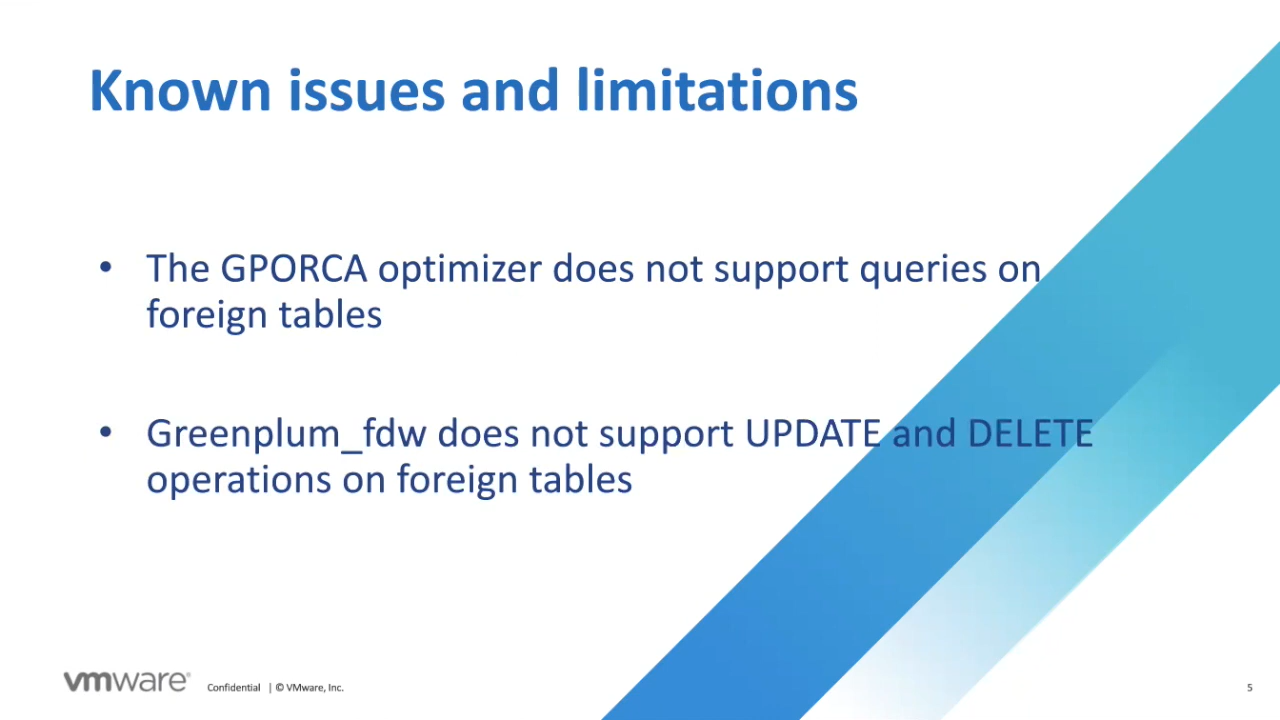 Known issues and limitations
• The GPORCA optimizer does not support queries on
foreign tables
• Greenplum_fdw does not support UPDATE and DELETE
operations on foreign tables
vmware® Confidential | © VMware, Inc. 5